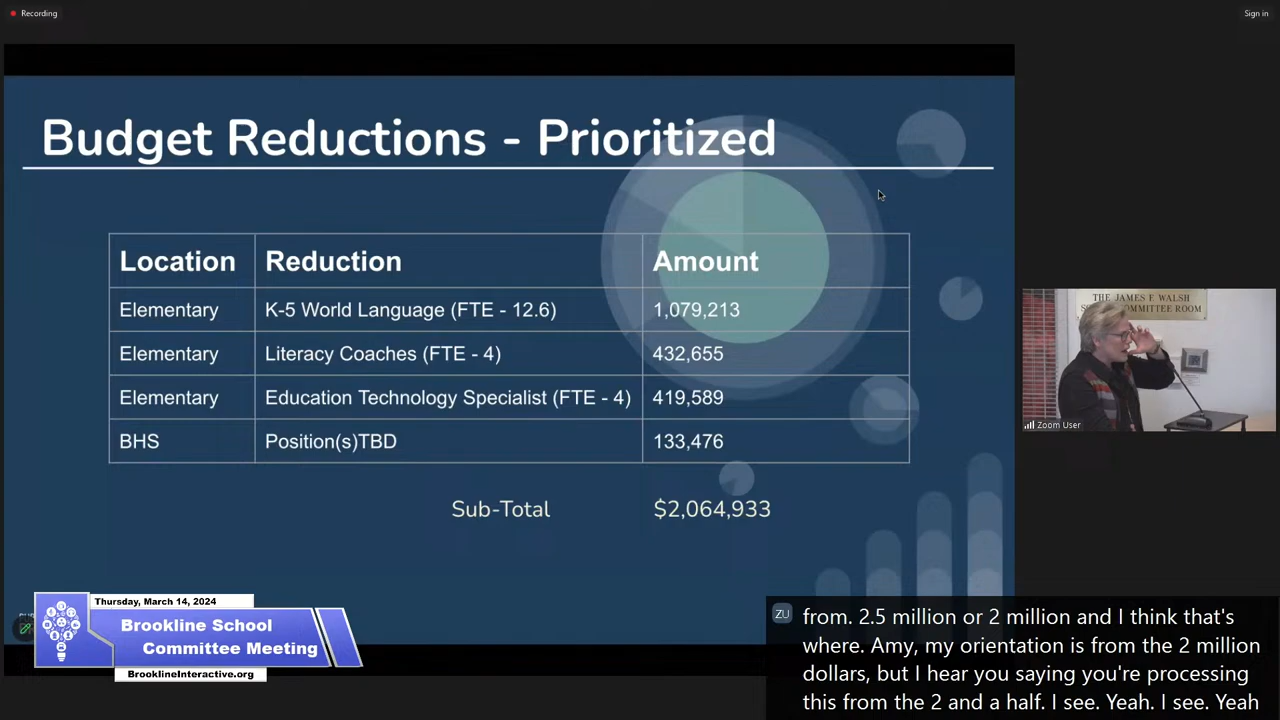 Recording
Sign in
Budget Reductions - Prioritized
Location Reduction Amount
Elementary K-5 World Language (FTE - 12.6) 1,079,213
Elementary Literacy Coaches (FTE - 4) 432,655
Elementary Education Technology Specialist (FTE - 4) 419,589
BHS Position(s)TBD 133,476
Sub-Total $2,064,933
THE JAMES F. WALSH
SCHOOL COMMITTEE ROOM
Zoom User
Thursday, March 14, 2024
Brookline School
Committee Meeting
BrooklineInteractive.org
ZU
from. 2.5 million or 2 million and I think that's
where. Amy, my orientation is from the 2 million
dollars, but I hear you saying you're processing
this from the 2 and a half. I see. Yeah. I see. Yeah